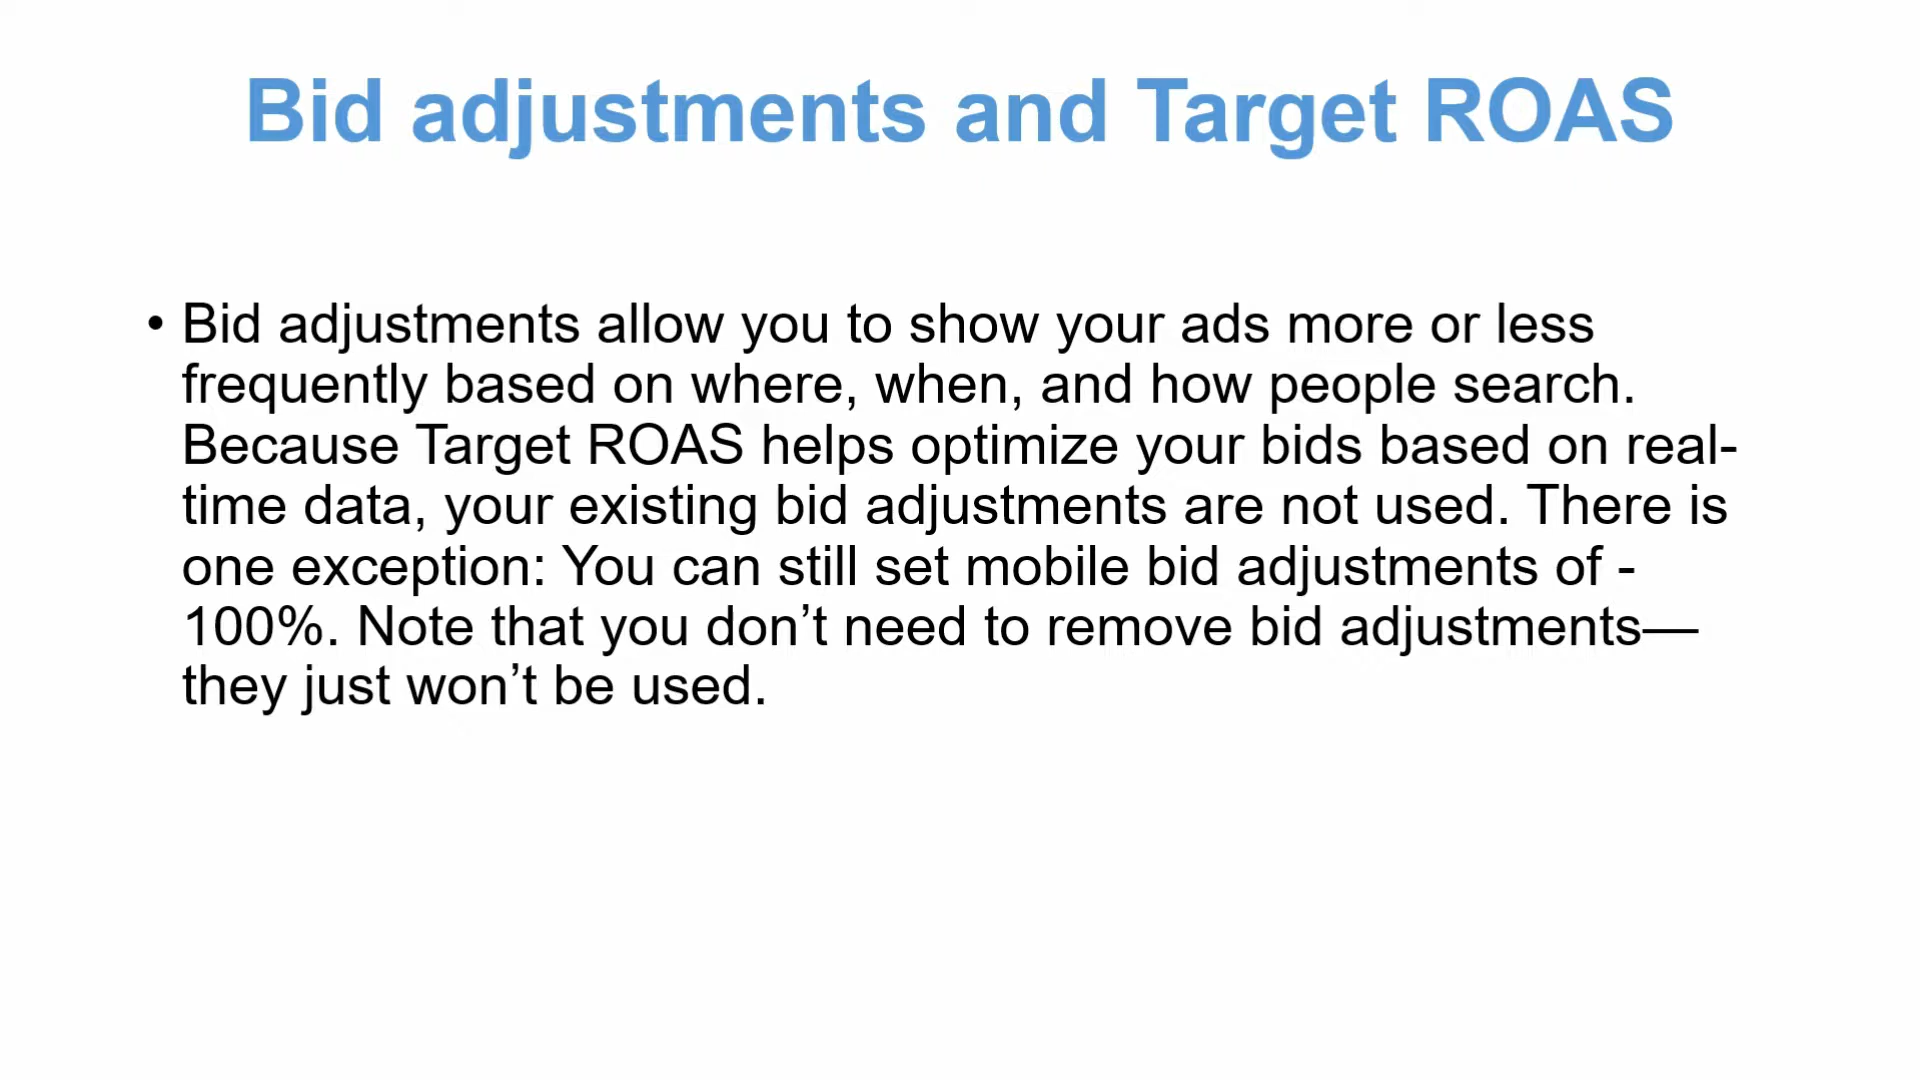 Bid adjustments and Target ROAS
• Bid adjustments allow you to show your ads more or less
frequently based on where, when, and how people search.
Because Target ROAS helps optimize your bids based on real-
time data, your existing bid adjustments are not used. There is
one exception: You can still set mobile bid adjustments of -
100%. Note that you don’t need to remove bid adjustments—
they just won’t be used.